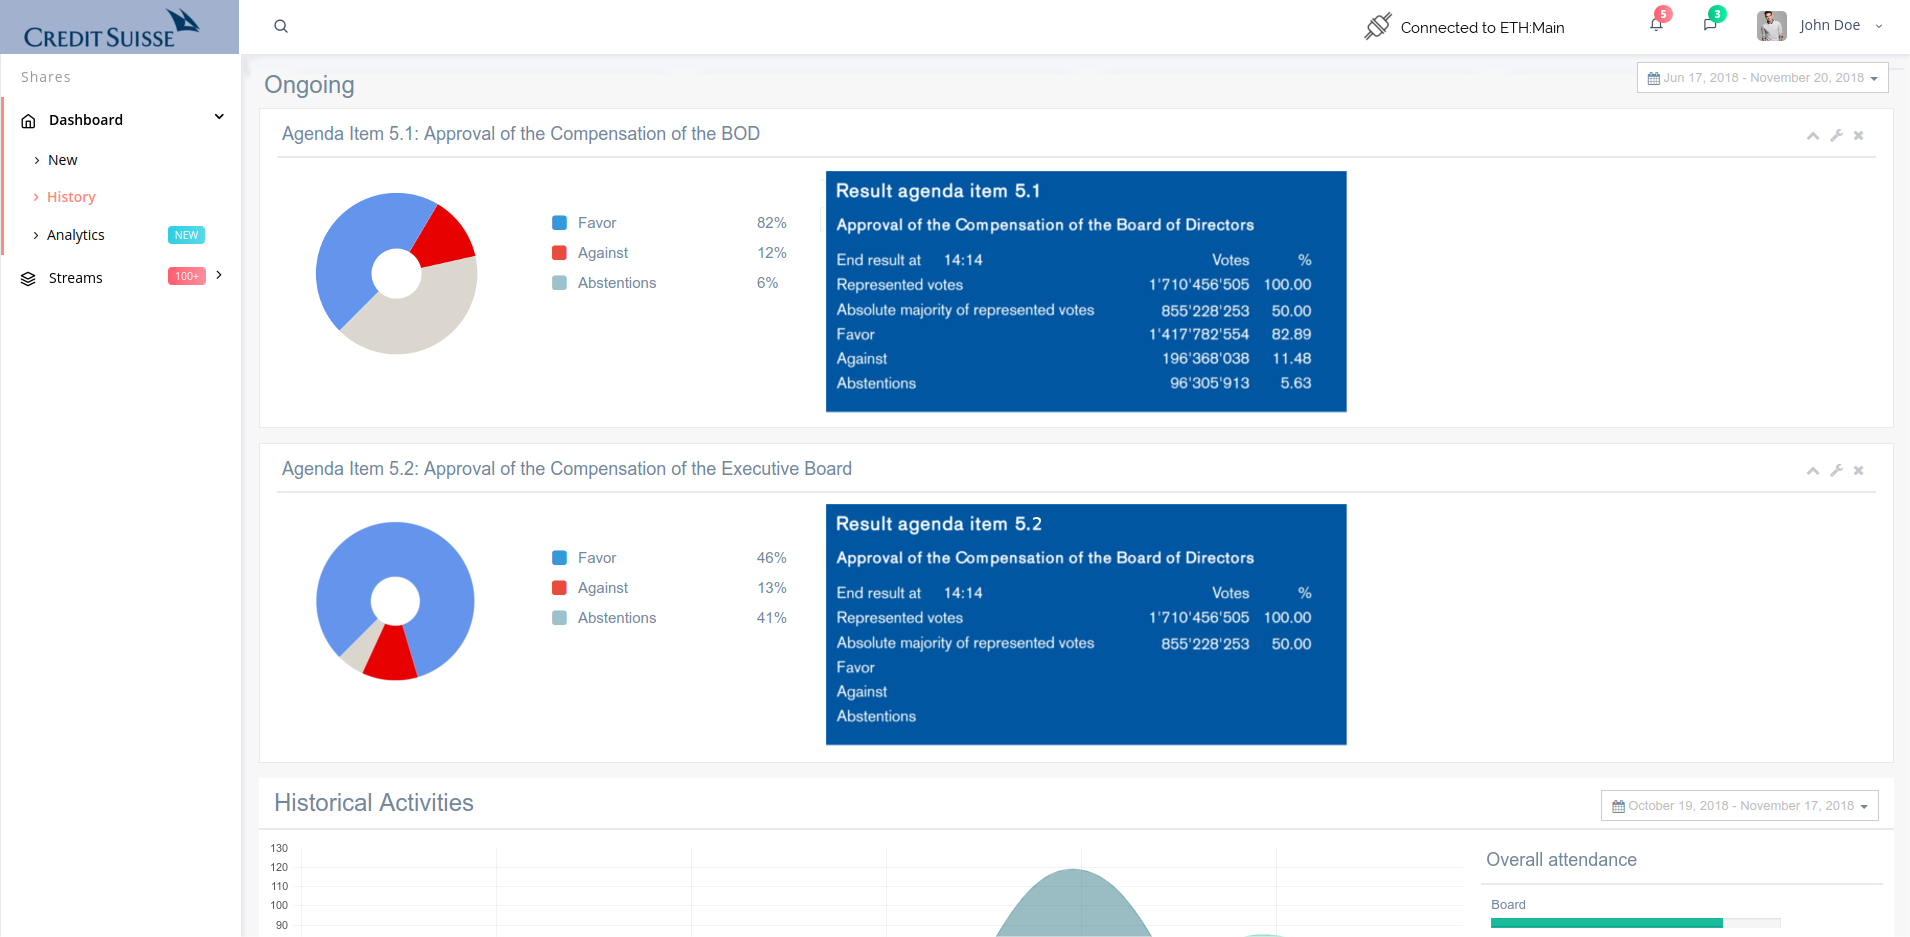 CREDIT SUISSE
Connected to ETH:Main
5
3
John Doe
Shares
Dashboard
New
History
Analytics NEW
Streams 100+
Ongoing
Jun 17, 2018 - November 20, 2018
Agenda Item 5.1: Approval of the Compensation of the BOD
Favor 82%
Against 12%
Abstentions 6%
Result agenda item 5.1
Approval of the Compensation of the Board of Directors
End result at 14:14 Votes %
Represented votes 1'710'456'505 100.00
Absolute majority of represented votes 855'228'253 50.00
Favor 1'417'782'554 82.89
Against 196'368'038 11.48
Abstentions 96'305'913 5.63
Agenda Item 5.2: Approval of the Compensation of the Executive Board
Favor 46%
Against 13%
Abstentions 41%
Result agenda item 5.2
Approval of the Compensation of the Board of Directors
End result at 14:14 Votes %
Represented votes 1'710'456'505 100.00
Absolute majority of represented votes 855'228'253 50.00
Favor
Against
Abstentions
Historical Activities
October 19, 2018 - November 17, 2018
130
120
110
100
90
Overall attendance
Board